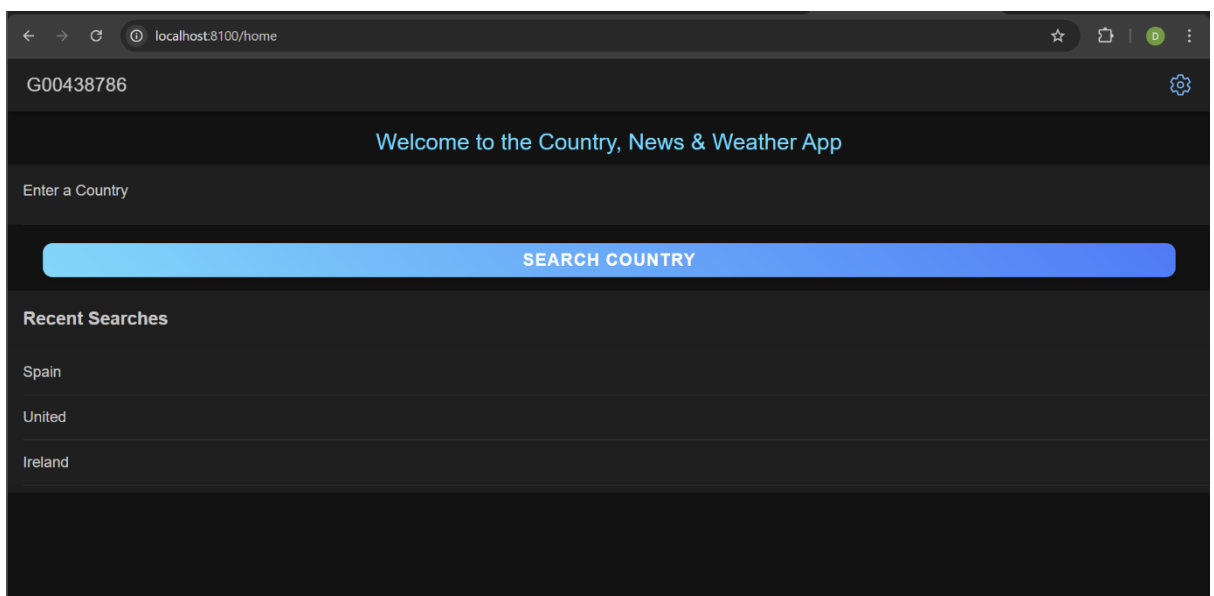 localhost:8100/home
D
G00438786
Welcome to the Country, News & Weather App
Enter a Country
SEARCH COUNTRY
Recent Searches
Spain
United
Ireland